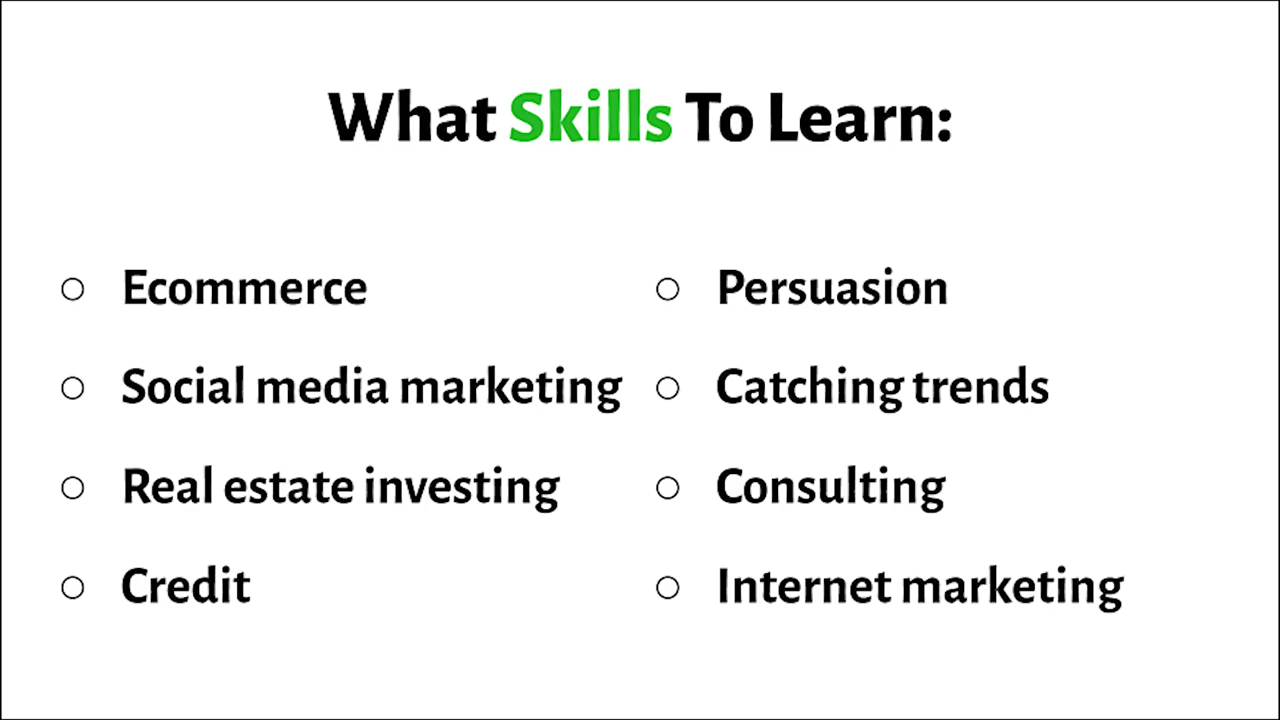 What Skills To Learn:
Ecommerce
Social media marketing
Real estate investing
Credit
Persuasion
Catching trends
Consulting
Internet marketing